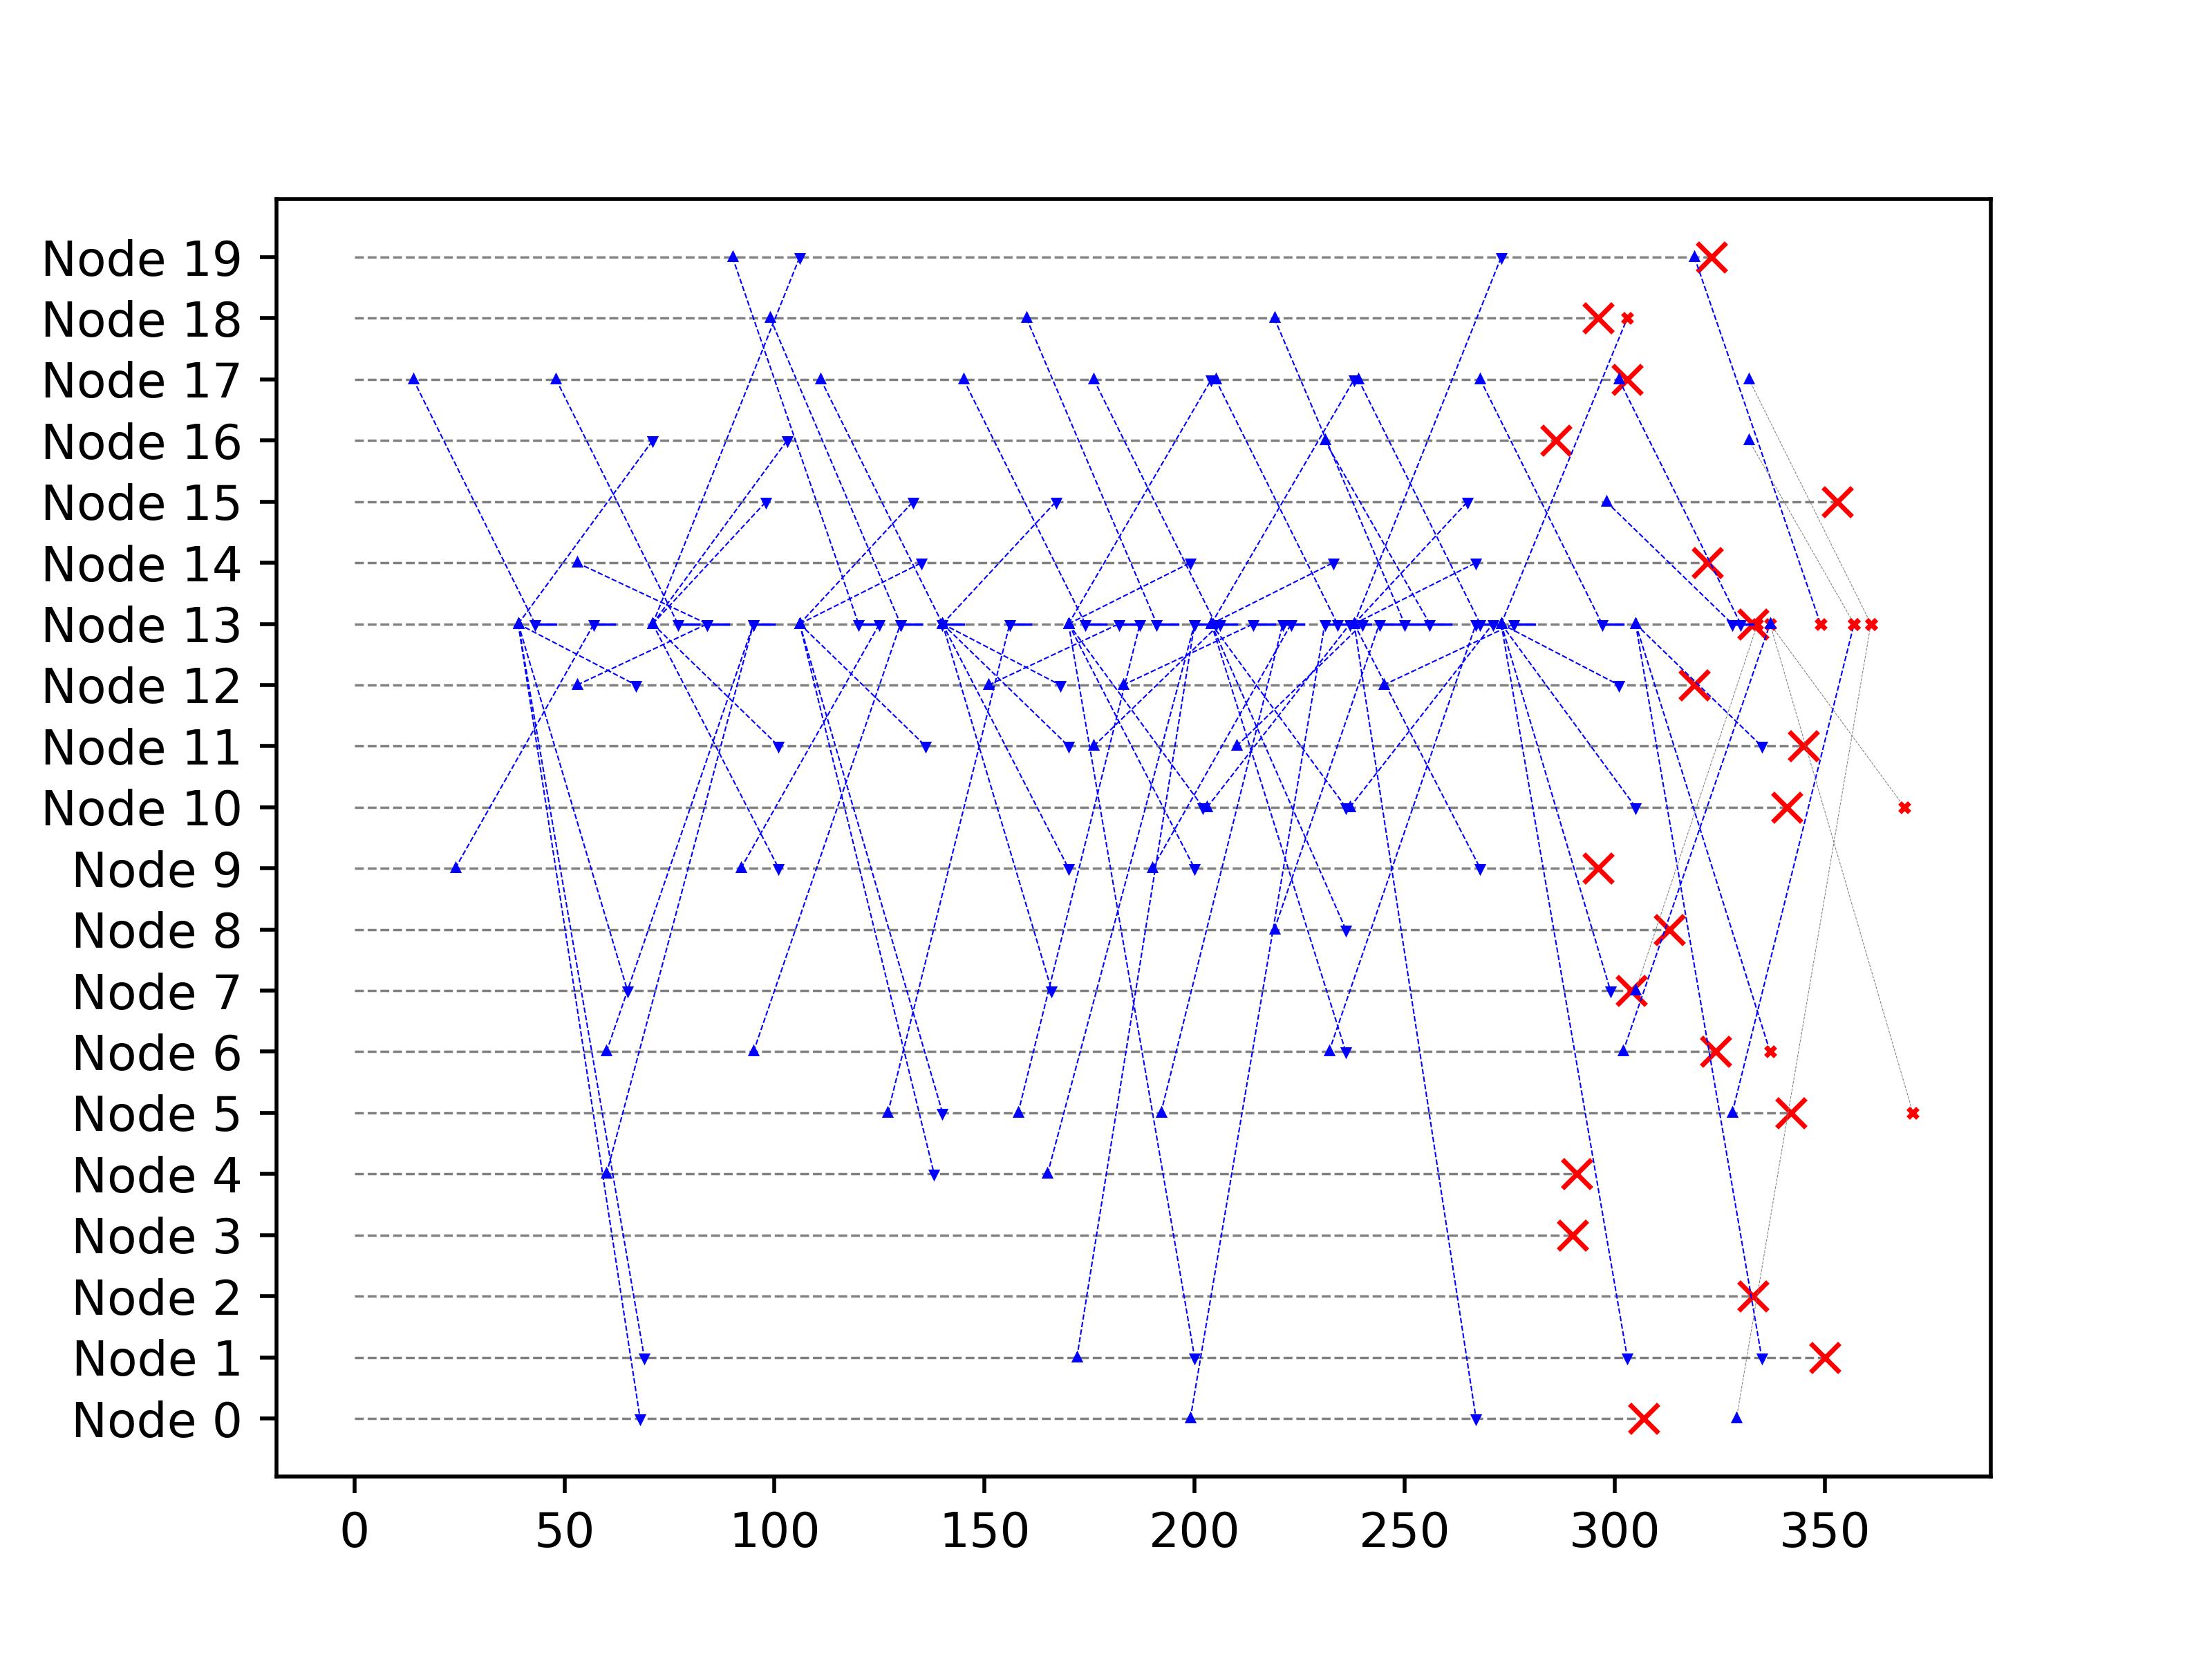 Node 19
Node 18
Node 17
Node 16
Node 15
Node 14
Node 13
Node 12
Node 11
Node 10
Node 9
Node 8
Node 7
Node 6
Node 5
Node 4
Node 3
Node 2
Node 1
Node 0
0 50 100 150 200 250 300 350